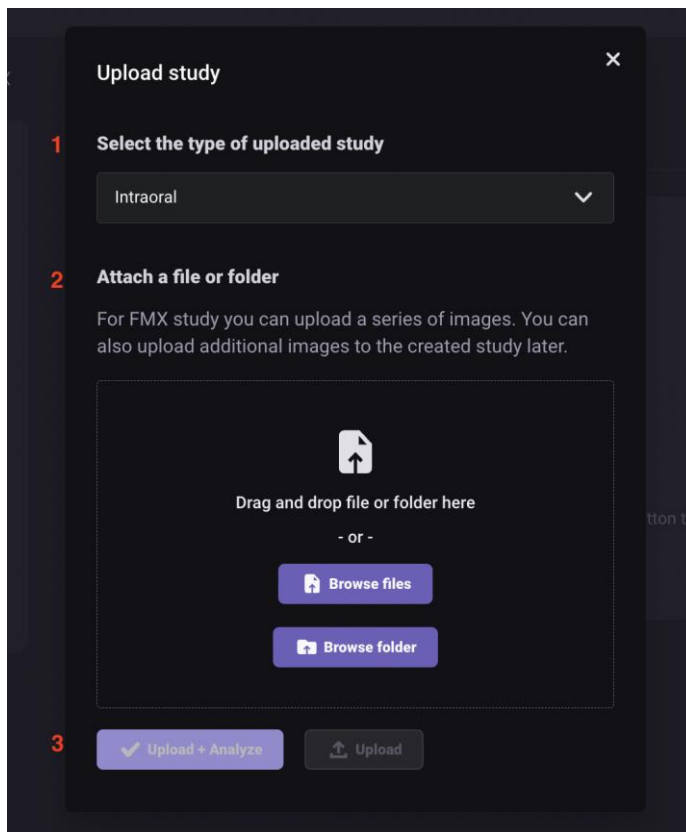 Upload study
1 Select the type of uploaded study
Intraoral
2 Attach a file or folder
For FMX study you can upload a series of images. You can
also upload additional images to the created study later.
Drag and drop file or folder here
- or -
Browse files
Browse folder
tton t
3 Upload + Analyze Upload